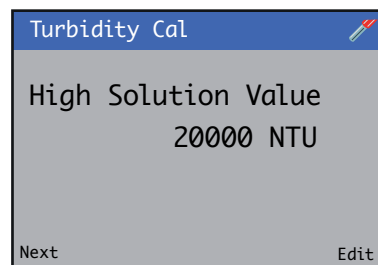 Turbidity Cal
High Solution Value
20000 NTU
Next Edit